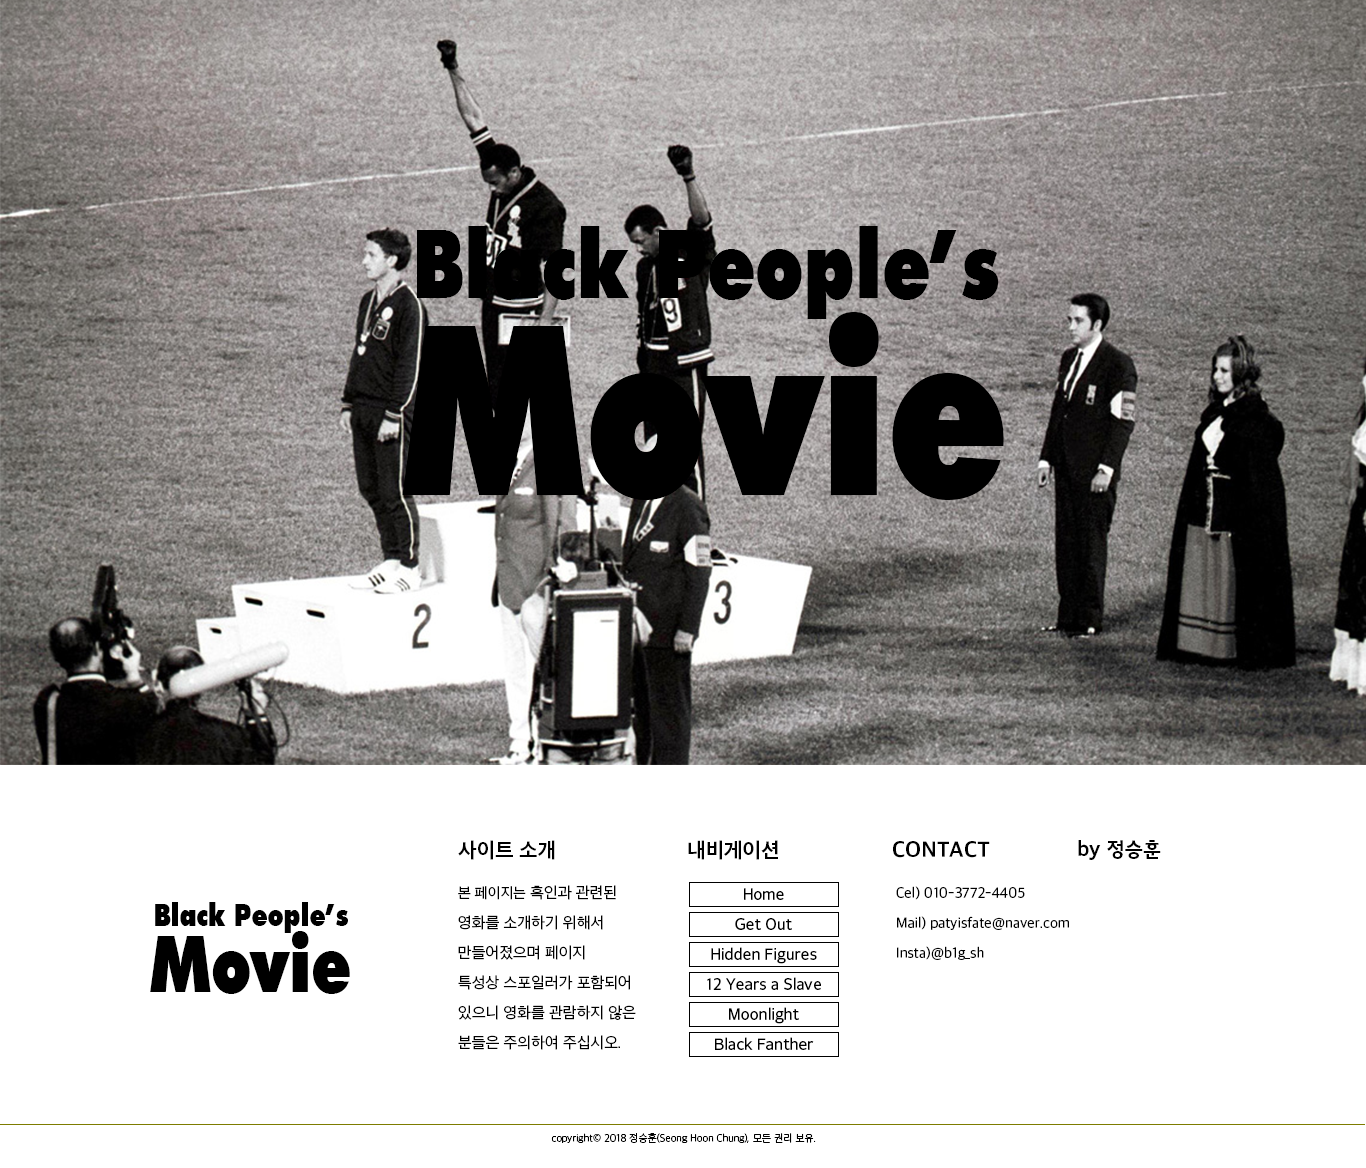 Black People's
Movie
9
2
3
Black People's
Movie
사이트 소개
본 페이지는 흑인과 관련된
영화를 소개하기 위해서
만들어졌으며 페이지
특성상 스포일러가 포함되어
있으니 영화를 관람하지 않은
분들은 주의하여 주십시오.
내비게이션
Home
Get Out
Hidden Figures
12 Years a Slave
Moonlight
Black Fanther
CONTACT
Cel) 010-3772-4405
Mail) patyisfate@naver.com
Insta)@b1g_sh
by 정승훈
copyright© 2018 정승훈(Seong Hoon Chung), 모든 권리 보유.